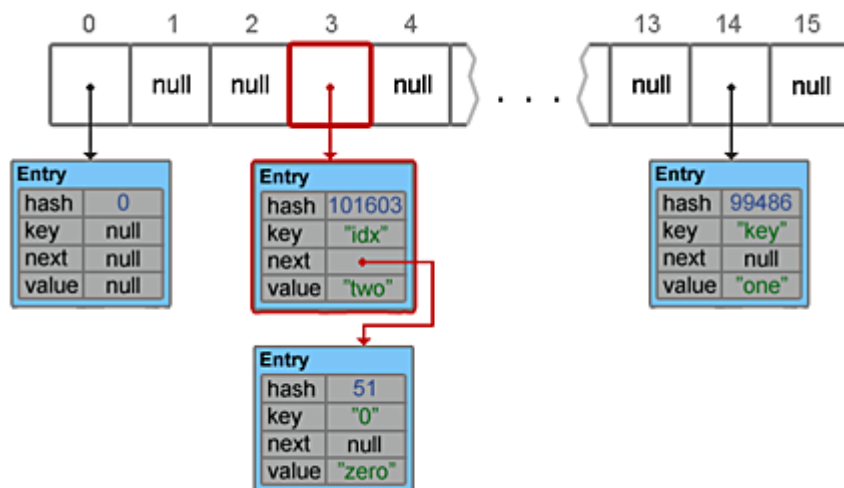 0 1 2 3 4 13 14 15
null null null . . . null null
Entry
hash 0
key null
next null
value null
Entry
hash 101603
key "idx"
next
value "two"
Entry
hash 99486
key "key"
next null
value "one"
Entry
hash 51
key "0"
next null
value "zero"